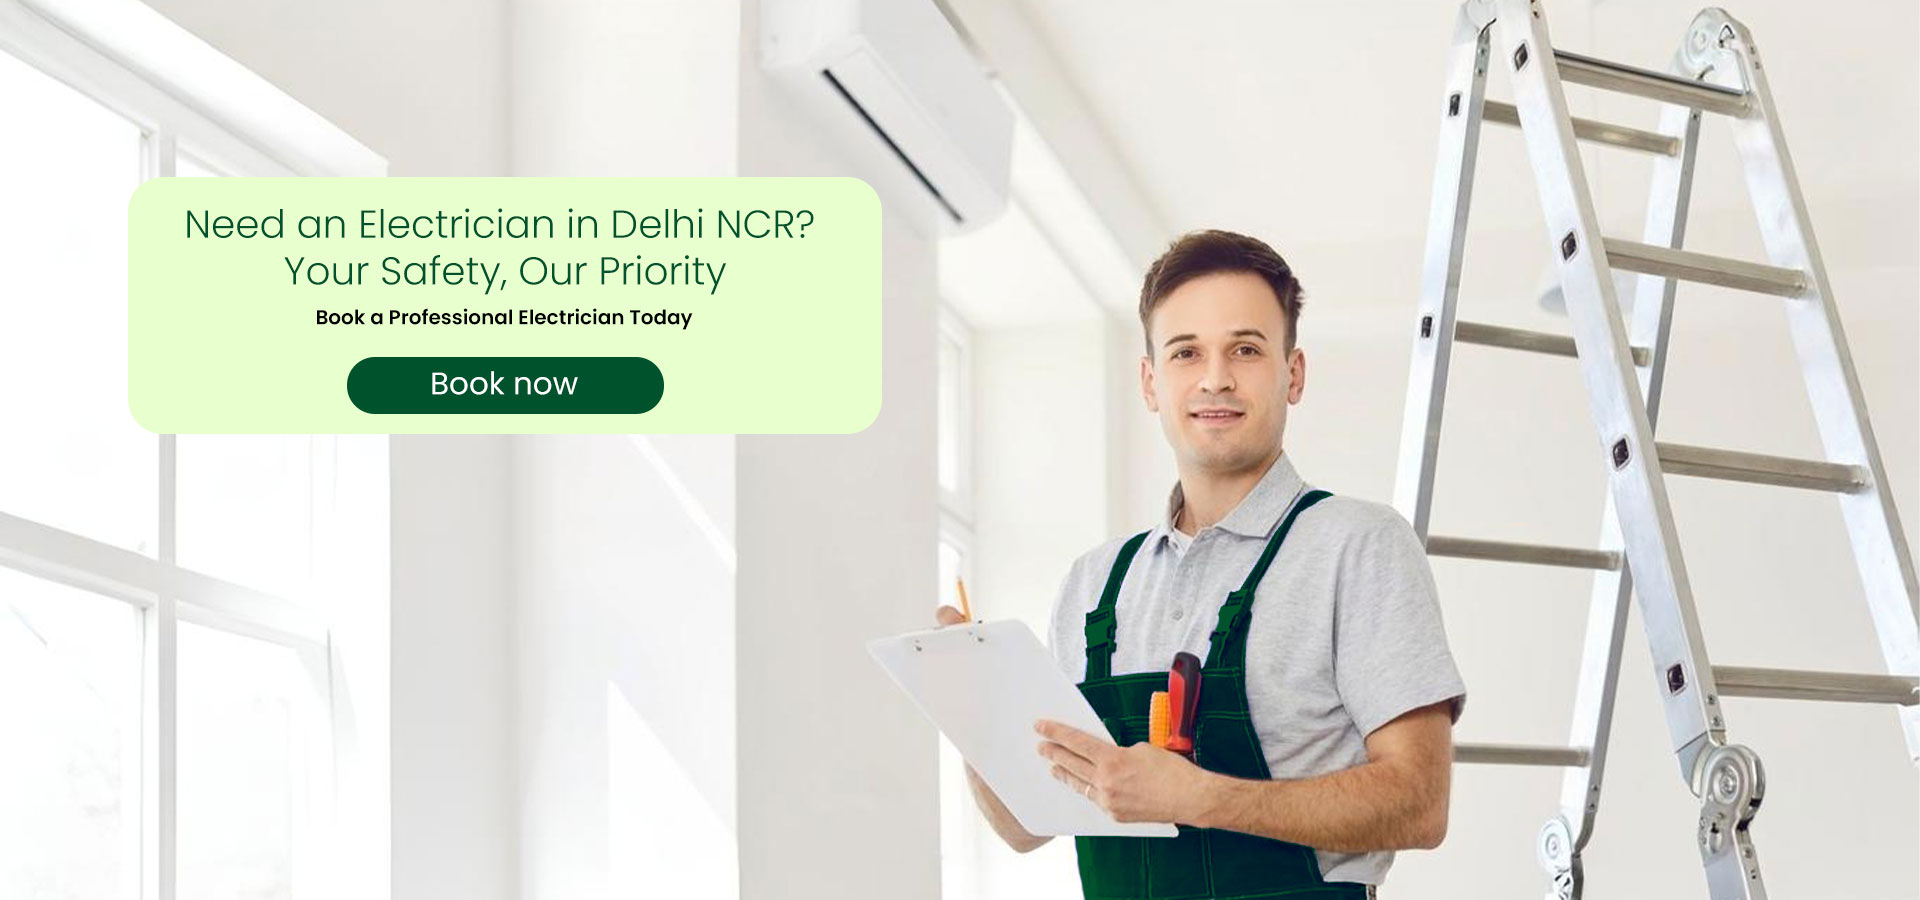 Need an Electrician in Delhi NCR?
Your Safety, Our Priority
Book a Professional Electrician Today
Book now